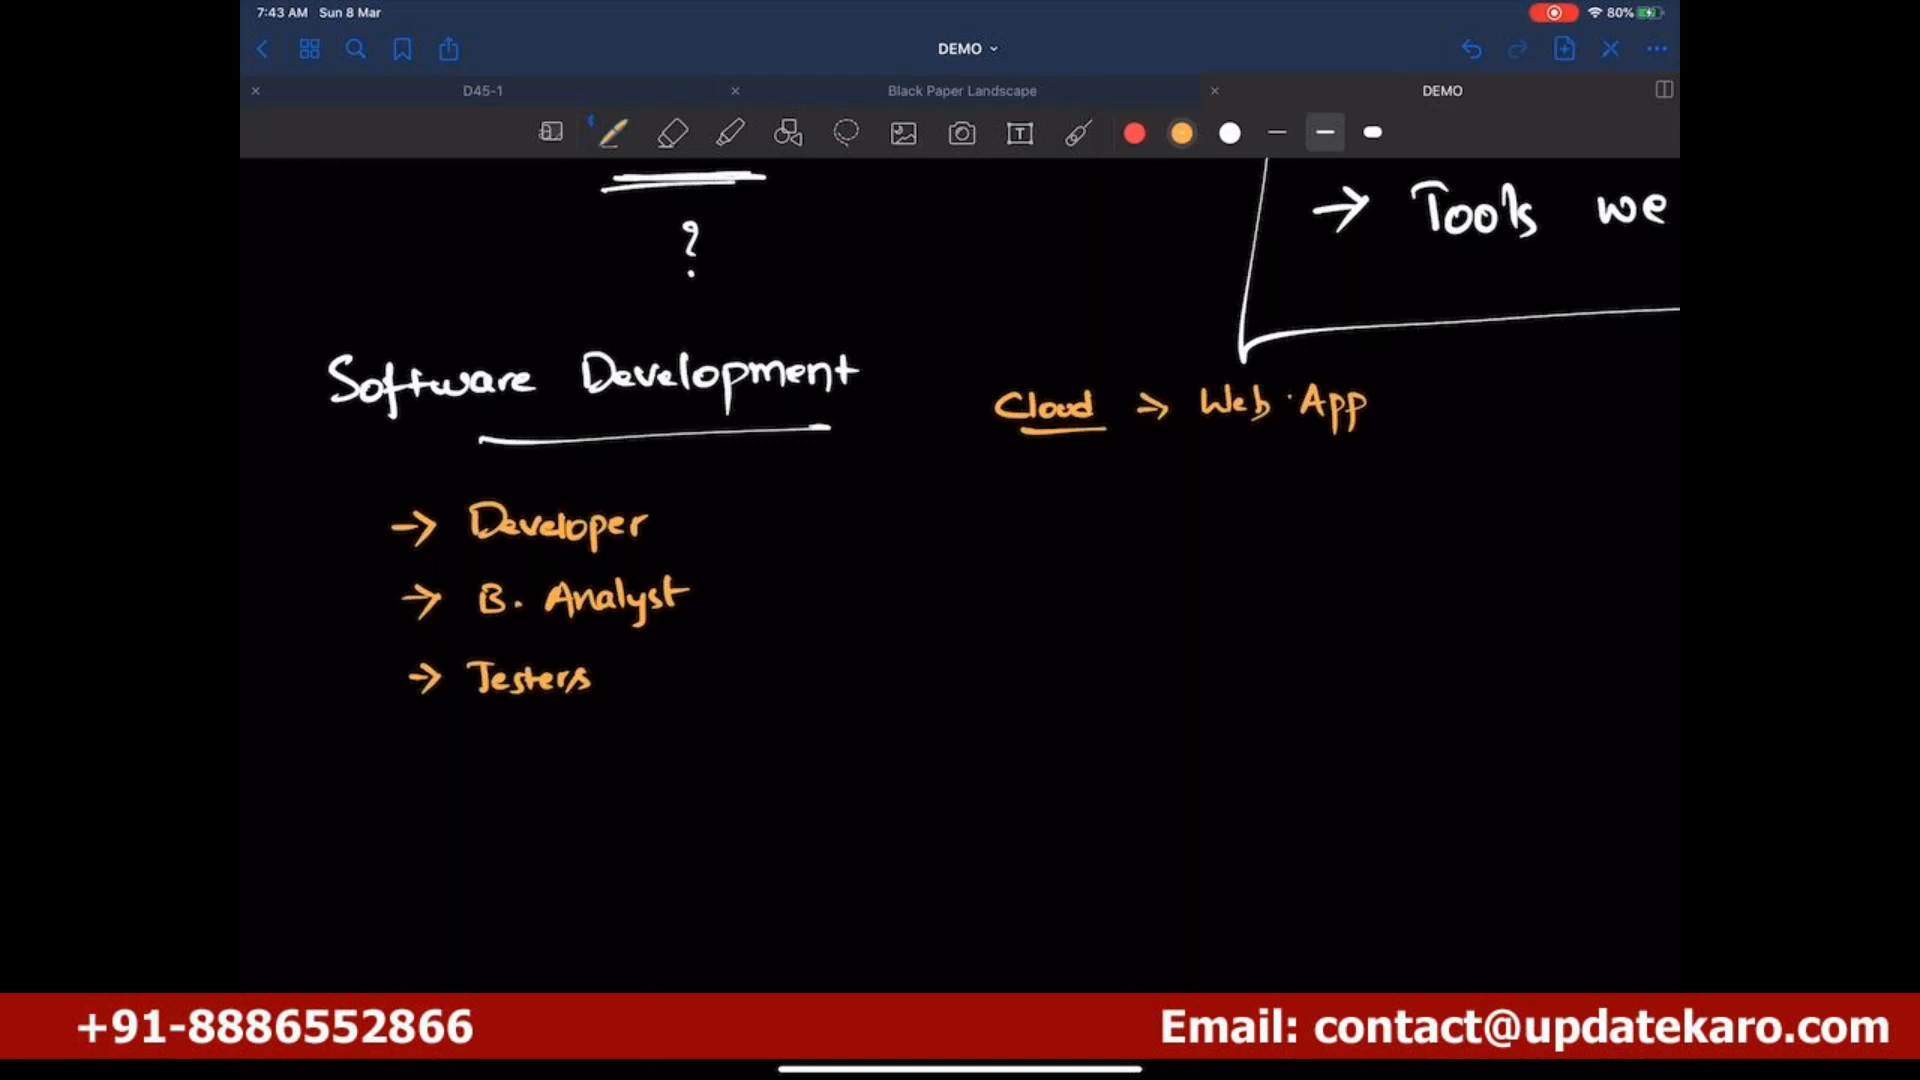 7:43 AM Sun 8 Mar
80%
DEMO
D45-1
Black Paper Landscape
DEMO
T
→ Tools we
?
Software Development
Cloud → Web App
→ Developer
→ B. Analyst
→ Testers
+91-8886552866
Email: contact@updatekaro.com